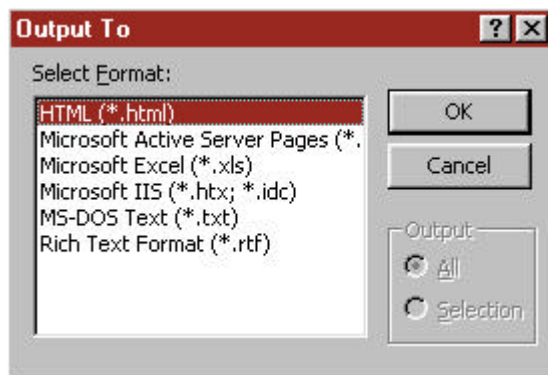 Output To
Select Format:
HTML (*.html)
Microsoft Active Server Pages (*.
Microsoft Excel (*.xls)
Microsoft IIS (*.htx; *.idc)
MS-DOS Text (*.txt)
Rich Text Format (*.rtf)
OK
Cancel
Output
All
Selection